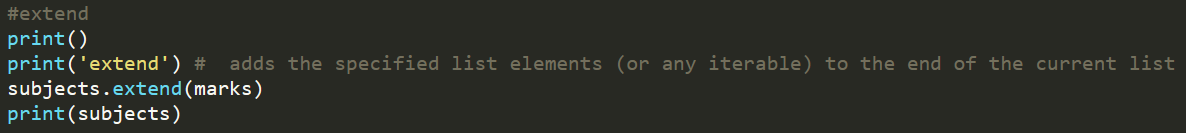 #extend
print()
print('extend') #  adds the specified list elements (or any iterable) to the end of the current list
subjects.extend(marks)
print(subjects)